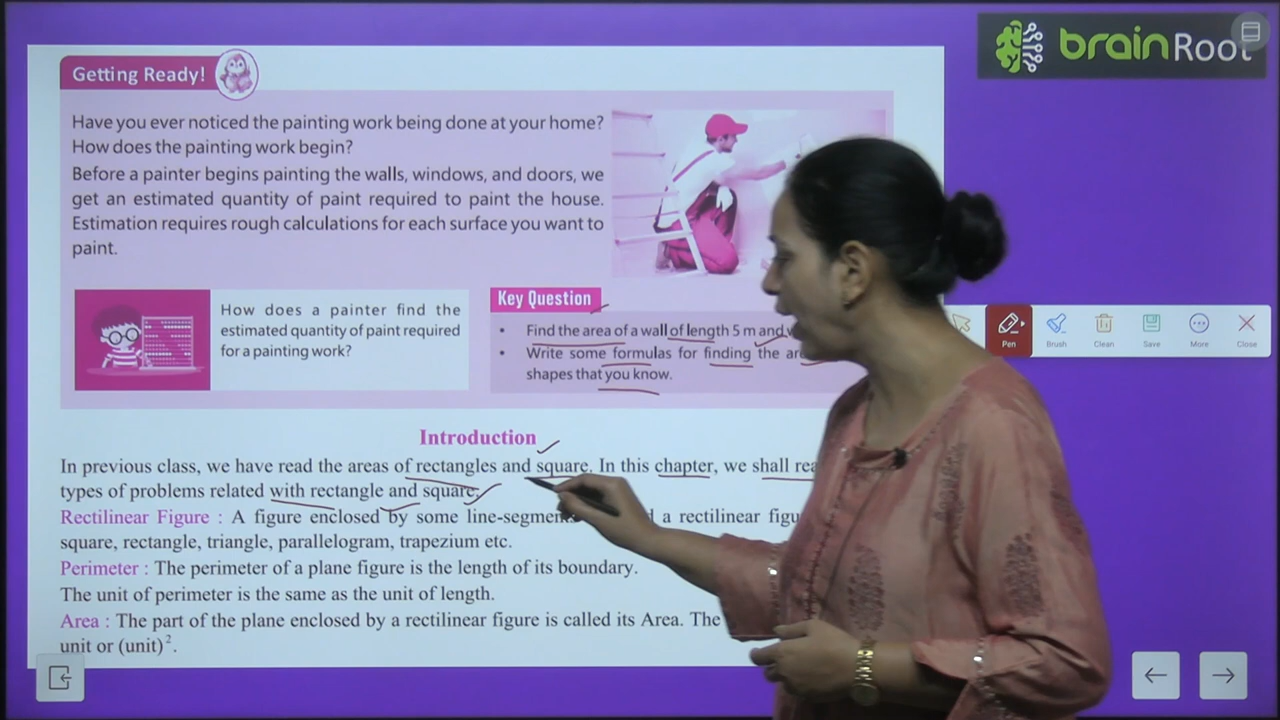 brainRoot
Getting Ready!
Have you ever noticed the painting work being done at your home?
How does the painting work begin?
Before a painter begins painting the walls, windows, and doors, we
get an estimated quantity of paint required to paint the house.
Estimation requires rough calculations for each surface you want to
paint.
How does a painter find the
estimated quantity of paint required
for a painting work?
Key Question
• Find the area of a wall of length 5 m and
• Write some formulas for finding the
shapes that you know.
Pen
Brush
Clean
Save
More
Close
Introduction
In previous class, we have read the areas of rectangles and square. In this chapter, we shall
types of problems related with rectangle and square.
Rectilinear Figure : A figure enclosed by some a rectilinear
square, rectangle, triangle, parallelogram, trapezium etc.
Perimeter : The perimeter of a plane figure is the length of its boundary.
The unit of perimeter is the same as the unit of length.
Area : The part of the plane enclosed by a rectilinear figure is called its Area. The
unit or (unit)².